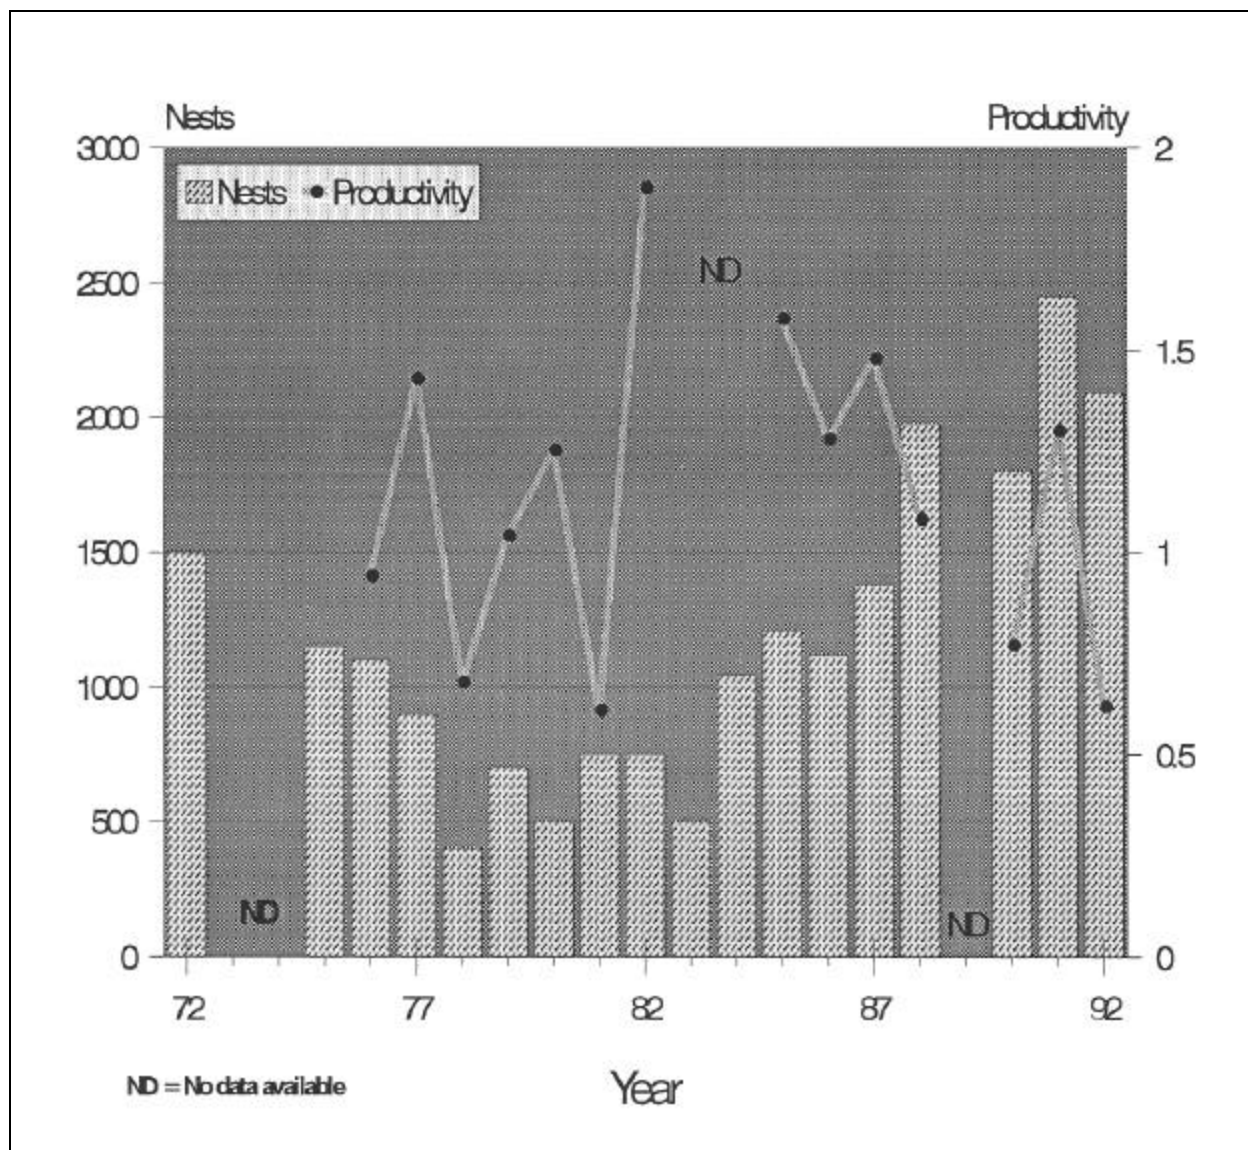 Nests Productivity
3000 2
Nests Productivity
ND
2500
1.5
2000
1500 1
1000
0.5
500
ND ND
0 0
72 77 82 87 92
ND = No data available Year